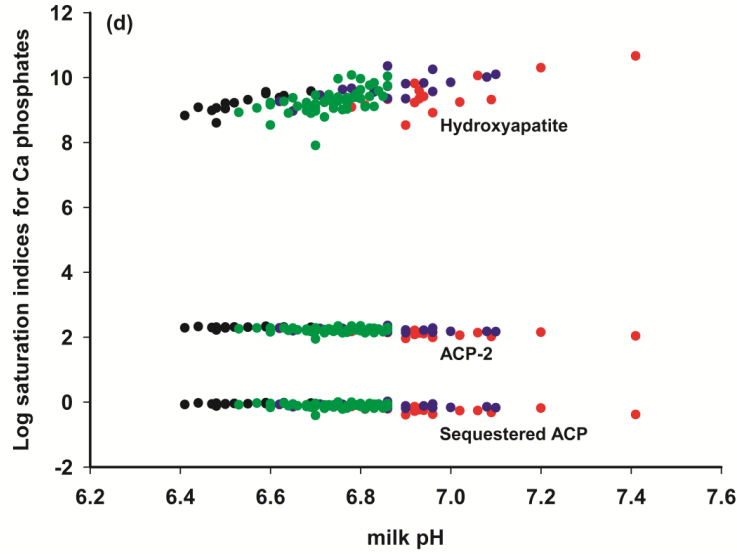 (d)
Log saturation indices for Ca phosphates
12
10
8
6
4
2
0
-2
Hydroxyapatite
ACP-2
Sequestered ACP
6.2 6.4 6.6 6.8 7.0 7.2 7.4 7.6
milk pH